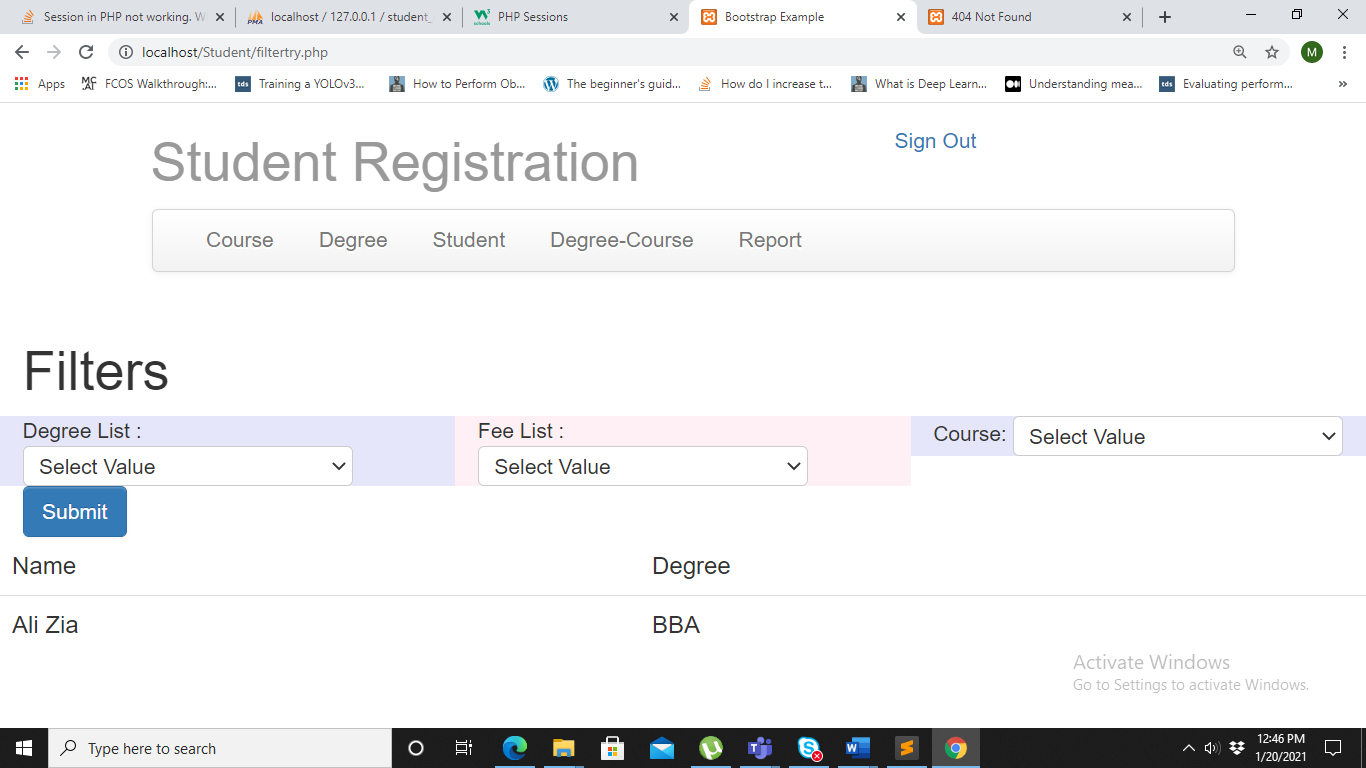 Session in PHP not working. W
localhost / 127.0.0.1 / student_
PHP Sessions
Bootstrap Example
404 Not Found
localhost/Student/filtertry.php
M
Apps
FCOS Walkthrough:...
Training a YOLOv3...
How to Perform Ob...
The beginner's guid...
How do I increase t...
What is Deep Learn...
Understanding mea...
Evaluating perform...
Student Registration
Sign Out
Course Degree Student Degree-Course Report
Filters
Degree List :
Select Value
Fee List :
Select Value
Course: Select Value
Submit
Name Degree
Ali Zia BBA
Activate Windows
Go to Settings to activate Windows.
Type here to search
12:46 PM
1/20/2021